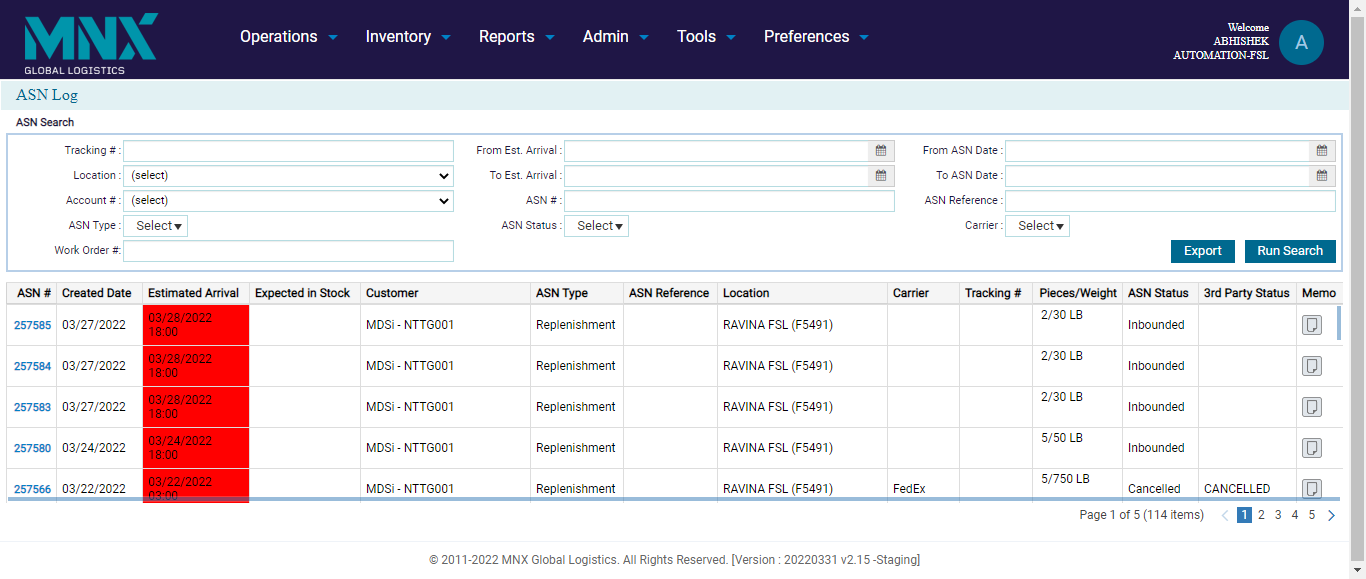 MNX
GLOBAL LOGISTICS
Operations Inventory Reports Admin Tools Preferences
Welcome
ABHISHEK
AUTOMATION-FSL
A
ASN Log
ASN Search
Tracking # : From Est. Arrival : From ASN Date :
Location : (select) To Est. Arrival : To ASN Date :
Account # : (select) ASN # : ASN Reference :
ASN Type : Select ASN Status : Select Carrier : Select
Work Order #: Export Run Search
ASN # Created Date Estimated Arrival Expected in Stock Customer ASN Type ASN Reference Location Carrier Tracking # Pieces/Weight ASN Status 3rd Party Status Memo
257585 03/27/2022 03/28/2022 18:00 MDSi - NTTG001 Replenishment RAVINA FSL (F5491) 2/30 LB Inbounded
257584 03/27/2022 03/28/2022 18:00 MDSi - NTTG001 Replenishment RAVINA FSL (F5491) 2/30 LB Inbounded
257583 03/27/2022 03/28/2022 18:00 MDSi - NTTG001 Replenishment RAVINA FSL (F5491) 2/30 LB Inbounded
257580 03/24/2022 03/24/2022 18:00 MDSi - NTTG001 Replenishment RAVINA FSL (F5491) 5/50 LB Inbounded
257566 03/22/2022 03/22/2022 03:00 MDSi - NTTG001 Replenishment RAVINA FSL (F5491) FedEx 5/750 LB Cancelled CANCELLED
Page 1 of 5 (114 items) 1 2 3 4 5
© 2011-2022 MNX Global Logistics. All Rights Reserved. [Version : 20220331 v2.15 -Staging]